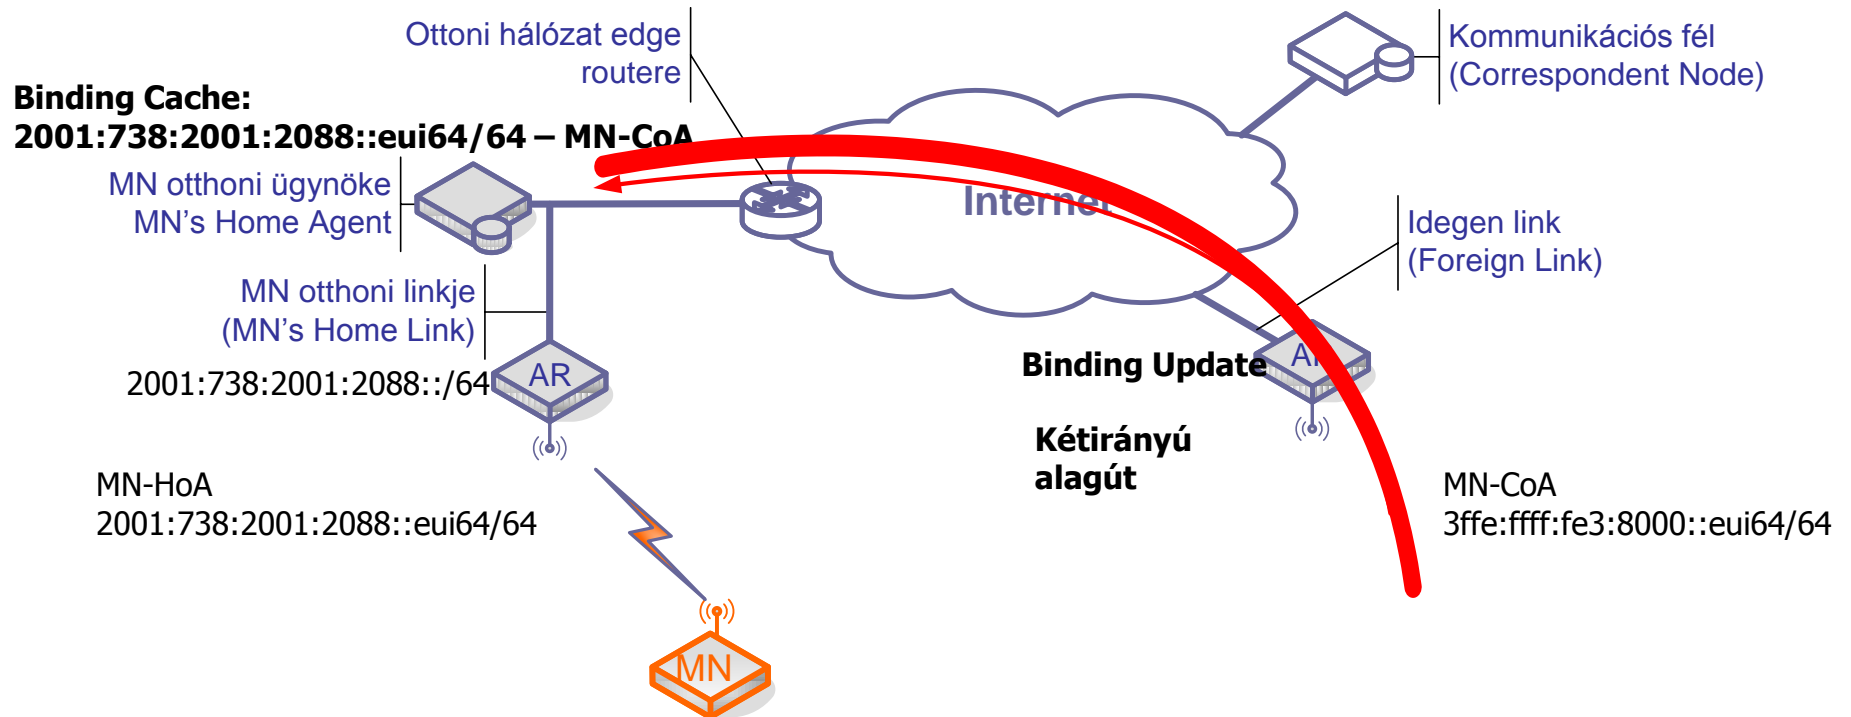 Ottoni hálózat edge
routere
Kommunikációs fél
(Correspondent Node)
Binding Cache:
2001:738:2001:2088::eui64/64 – MN-CoA
MN otthoni ügynöke
MN's Home Agent
Internet
Idegen link
(Foreign Link)
MN otthoni linkje
(MN's Home Link)
2001:738:2001:2088::/64
AR
Binding Update
AR
Kétirányú
alagút
MN-HoA
2001:738:2001:2088::eui64/64
MN-CoA
3ffe:ffff:fe3:8000::eui64/64
MN